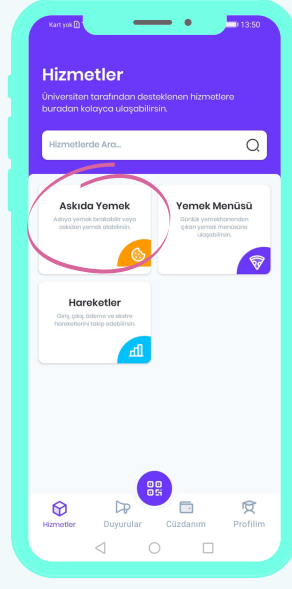 Kart yok
13:50
Hizmetler
Üniversiten tarafından desteklenen hizmetlere
buradan kolayca ulaşabilirsin.
Hizmetlerde Ara...
Askıda Yemek
Askıya yemek bırakabilir veya
askıdan yemek alabilirsin.
Yemek Menüsü
Günlük yemekhanenden
çıkan yemek menüsüne
ulaşabilirsin.
Hareketler
Giriş, çıkış, ödeme ve ekstre
hareketlerini takip edebilirsin.
Hizmetler
Duyurular
Cüzdanım
Profilim